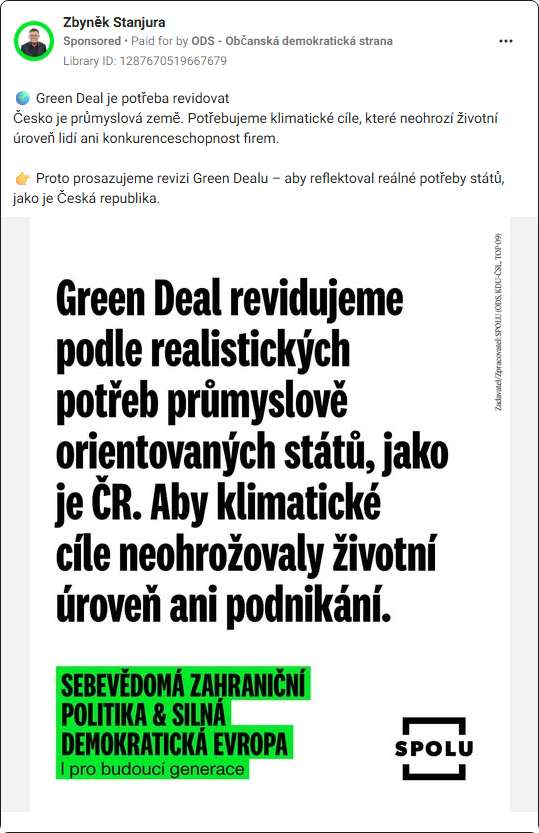 Zbyněk Stanjura
Sponsored • Paid for by ODS - Občanská demokratická strana
Library ID: 1287670519667679
🌍 Green Deal je potřeba revidovat
Česko je průmyslová země. Potřebujeme klimatické cíle, které neohrozí životní
úroveň lidí ani konkurenceschopnost firem.
👉 Proto prosazujeme revizi Green Dealu – aby reflektoval reálné potřeby států,
jako je Česká republika.
Zadavatel/Zpracovatel: SPOLU (ODS, KDU-ČSL, TOP 09)
Green Deal revidujeme
podle realistických
potřeb průmyslově
orientovaných států, jako
je ČR. Aby klimatické
cíle neohrožovaly životní
úroveň ani podnikání.
SEBEVĚDOMÁ ZAHRANIČNÍ
POLITIKA & SILNÁ
DEMOKRATICKÁ EVROPA
I pro budoucí generace
SPOLU